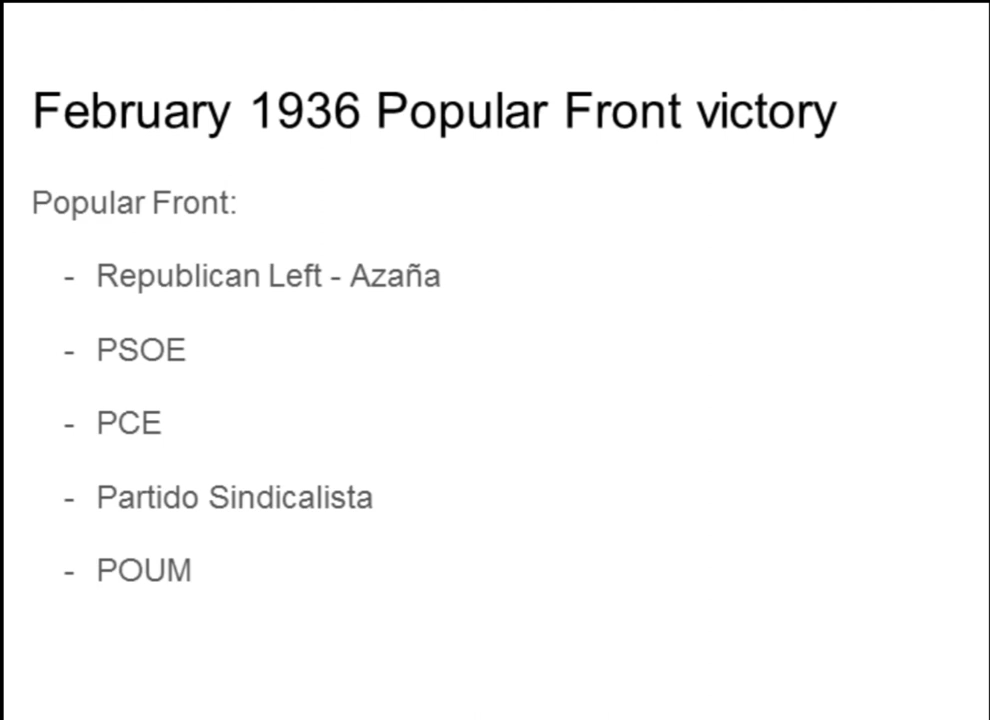 February 1936 Popular Front victory
Popular Front:
- Republican Left - Azaña
- PSOE
- PCE
- Partido Sindicalista
- POUM